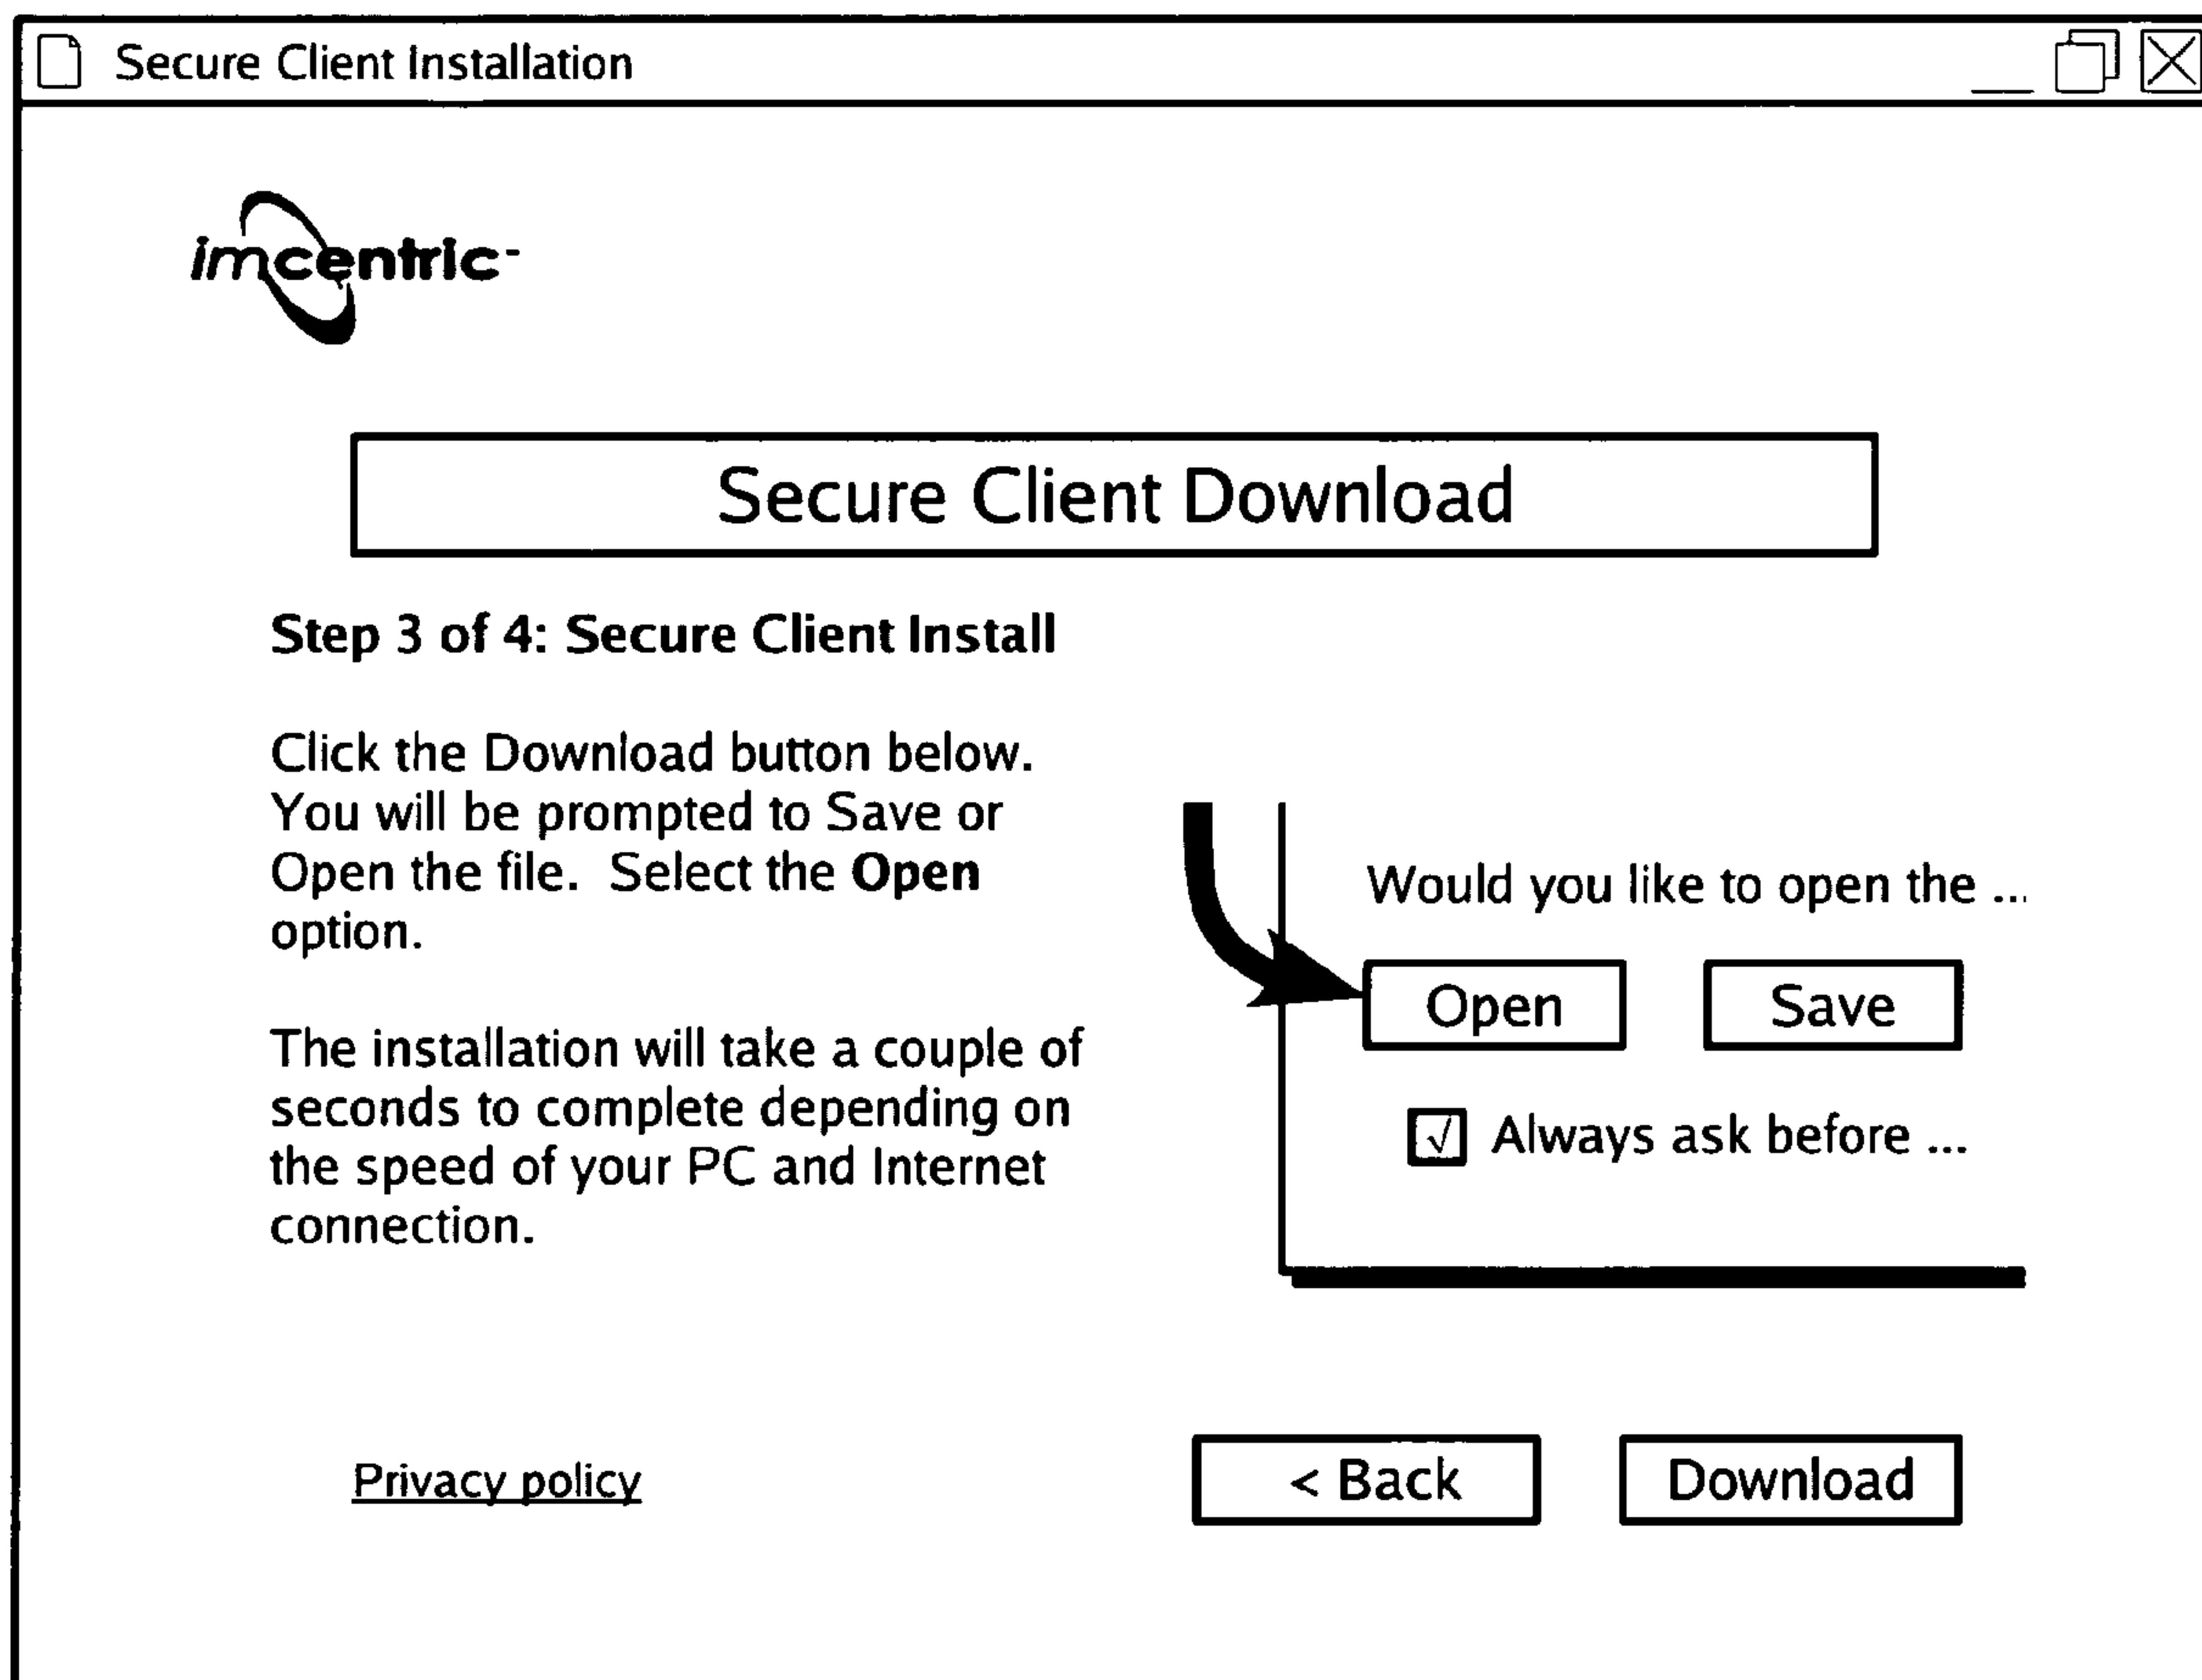 Secure Client Installation
imcentric
Secure Client Download
Step 3 of 4: Secure Client Install
Click the Download button below.
You will be prompted to Save or
Open the file. Select the Open
option.
The installation will take a couple of
seconds to complete depending on
the speed of your PC and Internet
connection.
Would you like to open the ...
Open
Save
Always ask before ...
Privacy policy
< Back
Download